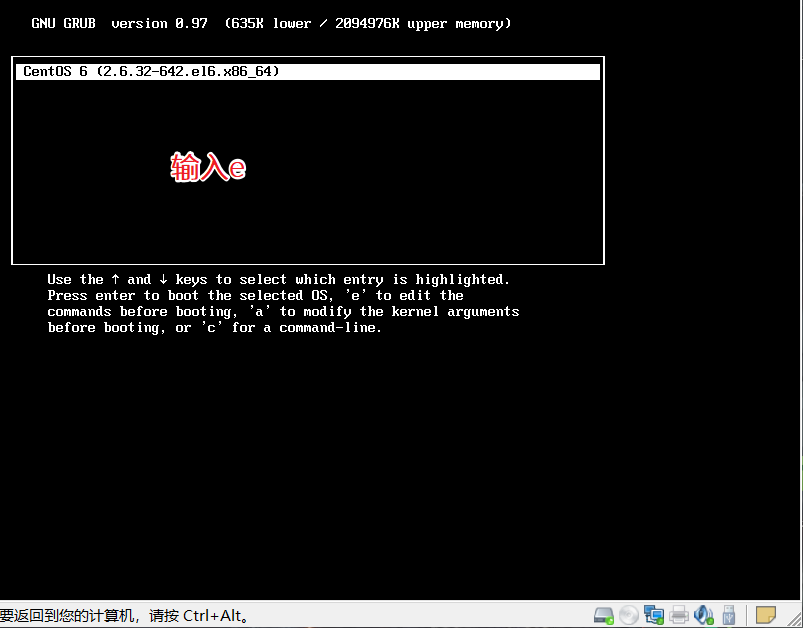 GNU GRUB  version 0.97  (635K lower / 2094976K upper memory)
CentOS 6 (2.6.32-642.el6.x86_64)
输入e
Use the ↑ and ↓ keys to select which entry is highlighted.
Press enter to boot the selected OS, 'e' to edit the
commands before booting, 'a' to modify the kernel arguments
before booting, or 'c' for a command-line.
要返回到您的计算机，请按 Ctrl+Alt。